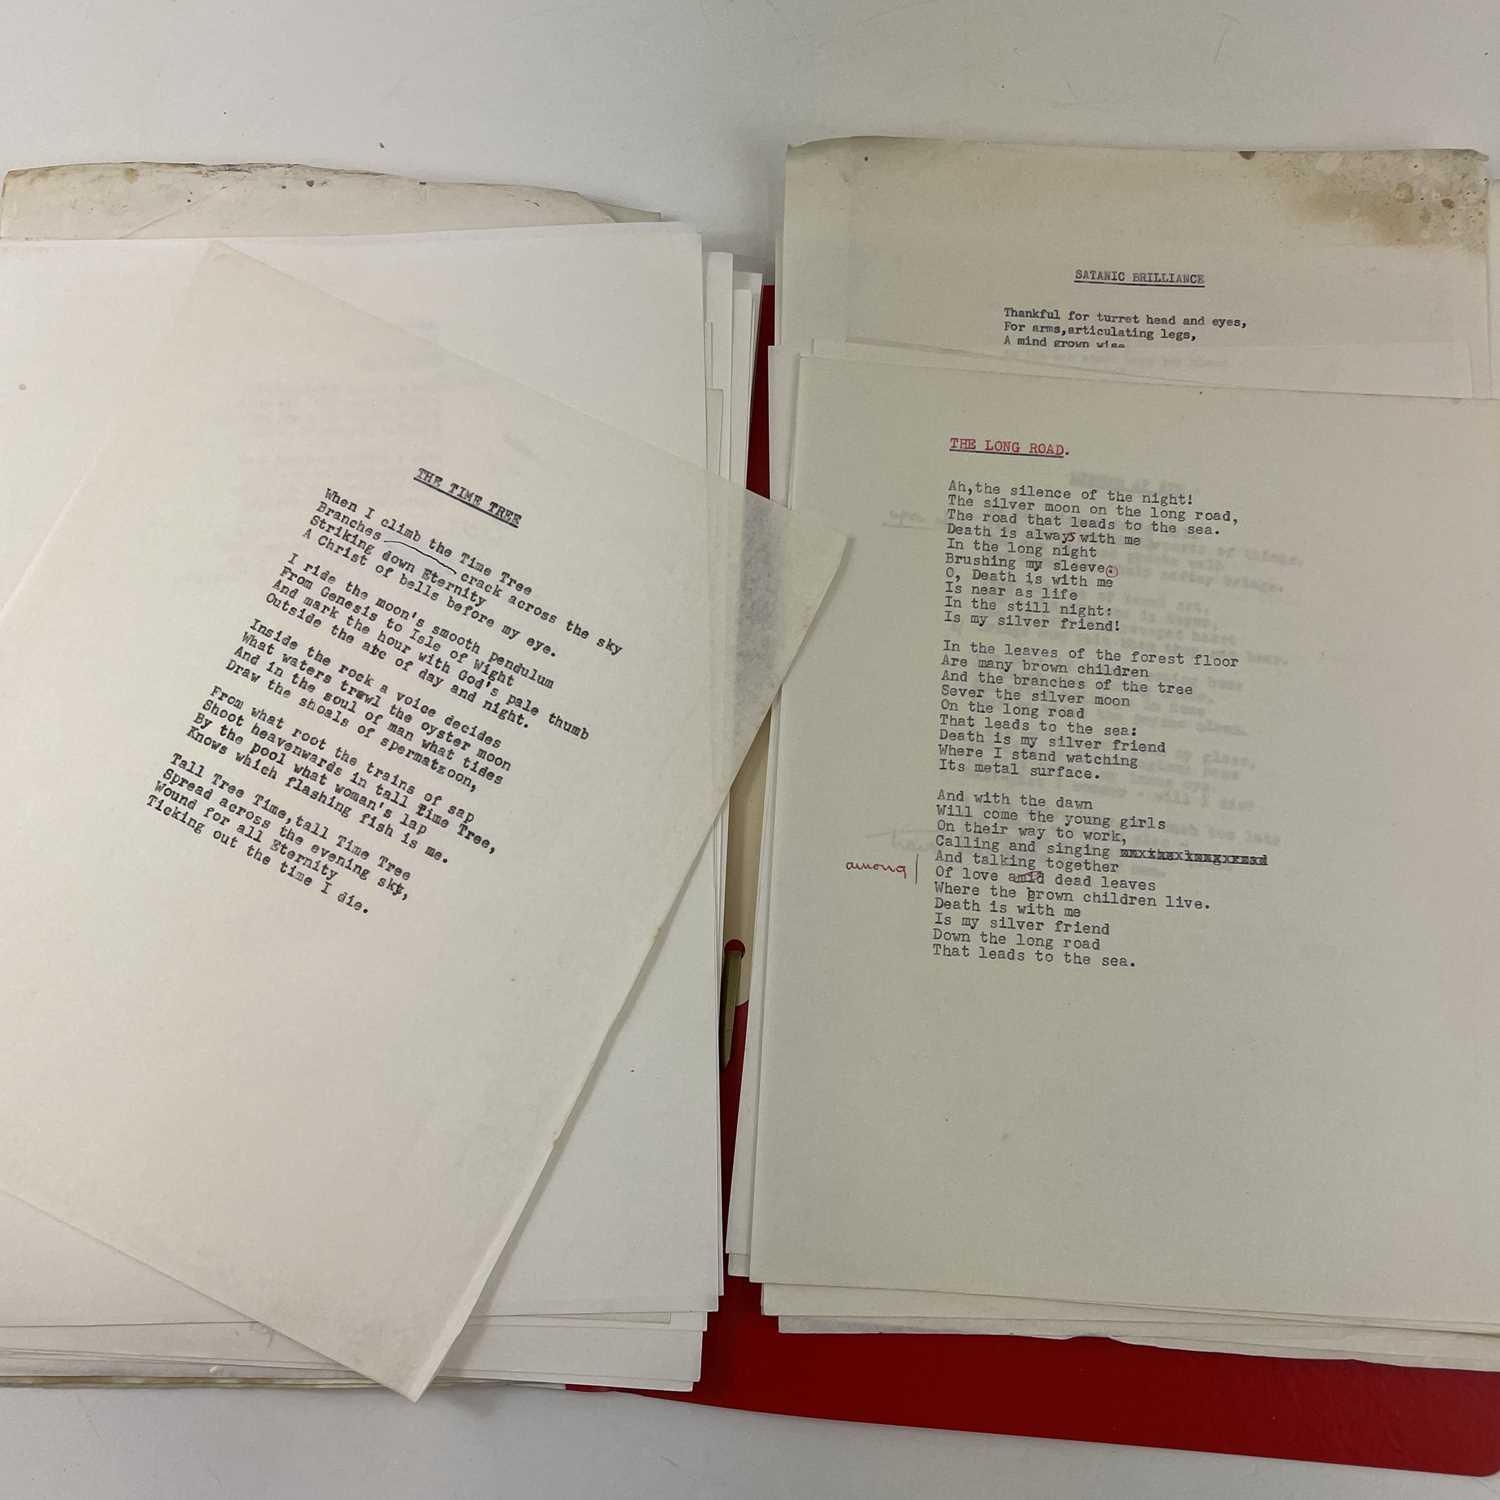 THE TIME TREE
When I climb the Time Tree
Branches crack across the sky
Striking down Eternity
A Christ of bells before my eye.
I ride the moon's smooth pendulum
From Genesis to Isle of Wight
And mark the hour with God's pale thumb
Outside the arc of day and night.
Inside the rock a voice decides
What waters trawl the oyster moon
And in the soul of man what tides
Draw the shoals of spermatzoon,
From what root the trains of sap
Shoot heavenwards in tall Time Tree,
By the pool what woman's lap
Knows which flashing fish is me.
Tall Tree Time,tall Time Tree
Spread across the evening sky,
Wound for all Eternity
Ticking out the time I die.
SATANIC BRILLIANCE
Thankful for turret head and eyes,
For arms,articulating legs,
A mind grown wise
THE LONG ROAD.
Ah,the silence of the night!
The silver moon on the long road,
The road that leads to the sea.
Death is always with me
In the long night
Brushing my sleeve.
O, Death is with me
Is near as life
In the still night:
Is my silver friend!
In the leaves of the forest floor
Are many brown children
And the branches of the tree
Sever the silver moon
On the long road
That leads to the sea:
Death is my silver friend
Where I stand watching
Its metal surface.
And with the dawn
Will come the young girls
On their way to work,
Calling and singing
And talking together
among Of love amid dead leaves
Where the brown children live.
Death is with me
Is my silver friend
Down the long road
That leads to the sea.